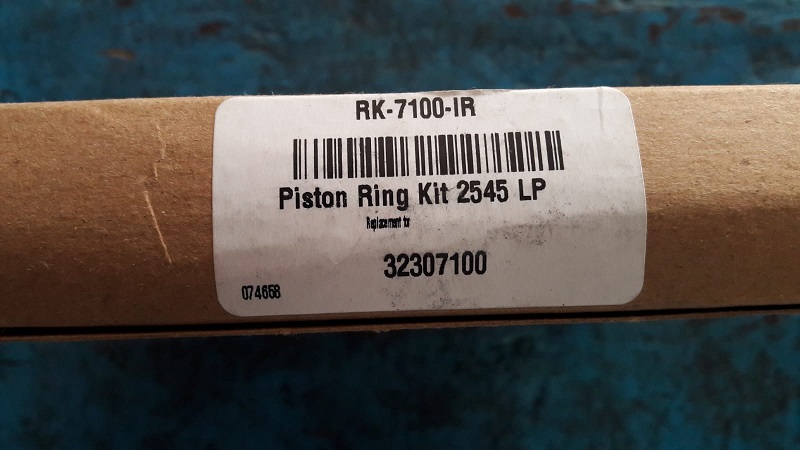 RK-7100-IR
Piston Ring Kit 2545 LP
Replacement for
32307100
074658